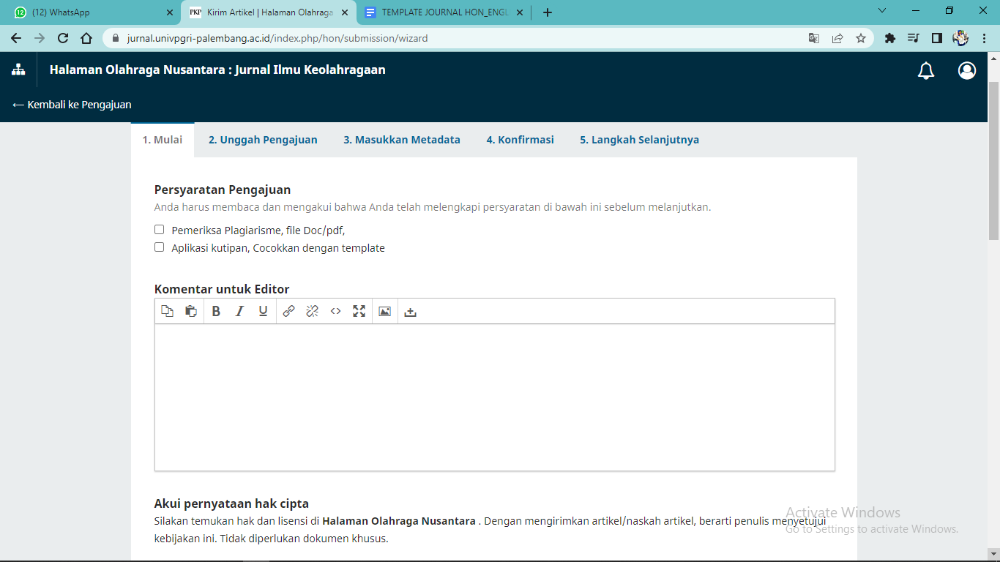 (12) WhatsApp
Kirim Artikel | Halaman Olahraga
TEMPLATE JOURNAL HON_ENGL
jurnal.univpgri-palembang.ac.id/index.php/hon/submission/wizard
Halaman Olahraga Nusantara : Jurnal Ilmu Keolahragaan
← Kembali ke Pengajuan
1. Mulai 2. Unggah Pengajuan 3. Masukkan Metadata 4. Konfirmasi 5. Langkah Selanjutnya
Persyaratan Pengajuan
Anda harus membaca dan mengakui bahwa Anda telah melengkapi persyaratan di bawah ini sebelum melanjutkan.
Pemeriksa Plagiarisme, file Doc/pdf,
Aplikasi kutipan, Cocokkan dengan template
Komentar untuk Editor
B I U
Akui pernyataan hak cipta
Silakan temukan hak dan lisensi di Halaman Olahraga Nusantara . Dengan mengirimkan artikel/naskah artikel, berarti penulis menyetujui
kebijakan ini. Tidak diperlukan dokumen khusus.
Activate Windows
Go to Settings to activate Windows.